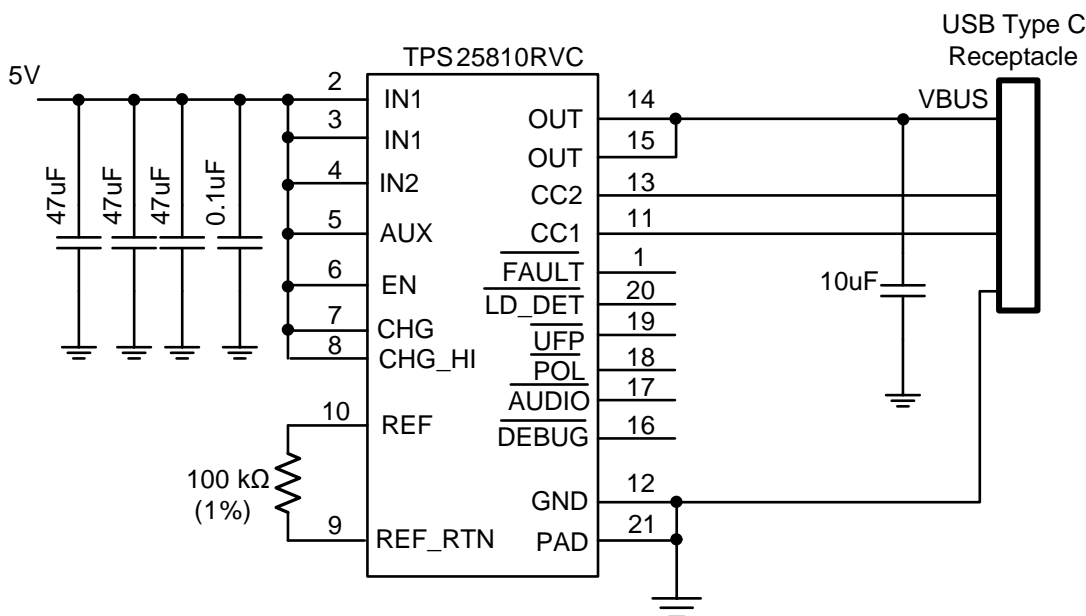 USB Type C
Receptacle
TPS25810RVC
5V
2
IN1
3
IN1
4
IN2
5
AUX
6
EN
7
CHG
8
CHG_HI
10
REF
9
REF_RTN
47uF
47uF
47uF
0.1uF
100 kΩ
(1%)
14
OUT
15
OUT
13
CC2
11
CC1
1
FAULT
20
LD_DET
19
UFP
18
POL
17
AUDIO
16
DEBUG
12
GND
21
PAD
VBUS
10uF